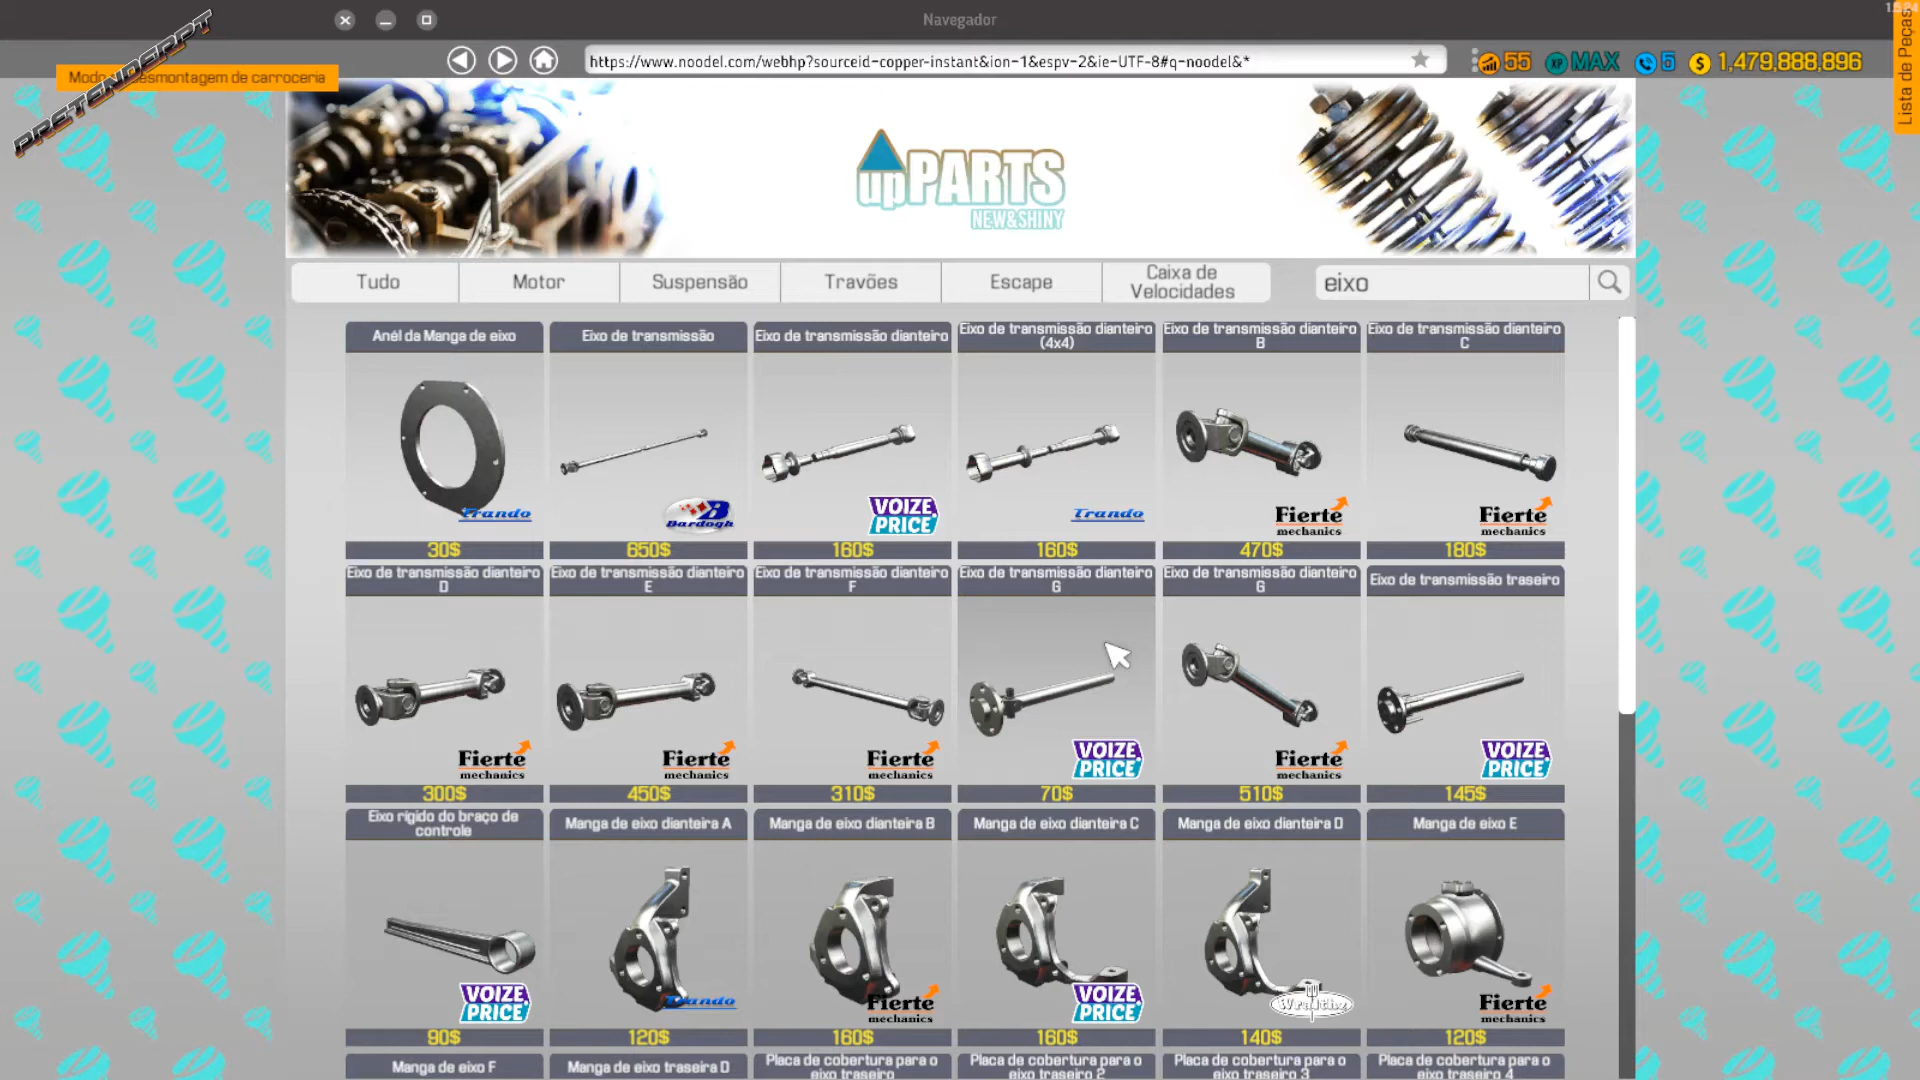 Navegador
https://www.noodel.com/webhp?sourceid-copper-instant&ion-1&espv-2&ie-UTF-8#q-noodel&*
55 XP MAX 5 $ 1,479,888,896
Lista de Peças
PRETENDERPT
Modo desmontagem de carroceria
upPARTS
NEW&SHINY
Tudo Motor Suspensão Travões Escape Caixa de Velocidades eixo
Anél da Manga de eixo
Trando
30$
Eixo de transmissão
Bardogh
650$
Eixo de transmissão dianteiro
VOIZE PRICE
160$
Eixo de transmissão dianteiro
(4x4)
Trando
160$
Eixo de transmissão dianteiro
B
Fierte
mechanics
470$
Eixo de transmissão dianteiro
C
Fierte
mechanics
180$
Eixo de transmissão dianteiro
D
Fierte
mechanics
300$
Eixo de transmissão dianteiro
E
Fierte
mechanics
450$
Eixo de transmissão dianteiro
F
Fierte
mechanics
310$
Eixo de transmissão dianteiro
G
VOIZE PRICE
70$
Eixo de transmissão dianteiro
G
Fierte
mechanics
510$
Eixo de transmissão traseiro
VOIZE PRICE
145$
Eixo rígido do braço de
controle
VOIZE PRICE
90$
Manga de eixo dianteira A
Trando
120$
Manga de eixo dianteira B
Fierte
mechanics
160$
Manga de eixo dianteira C
VOIZE PRICE
160$
Manga de eixo dianteira D
140$
Manga de eixo E
Fierte
mechanics
120$
Manga de eixo F
Manga de eixo traseira D
Placa de cobertura para o
eixo traseiro
Placa de cobertura para o
eixo traseiro 2
Placa de cobertura para o
eixo traseiro 3
Placa de cobertura para o
eixo traseiro 4